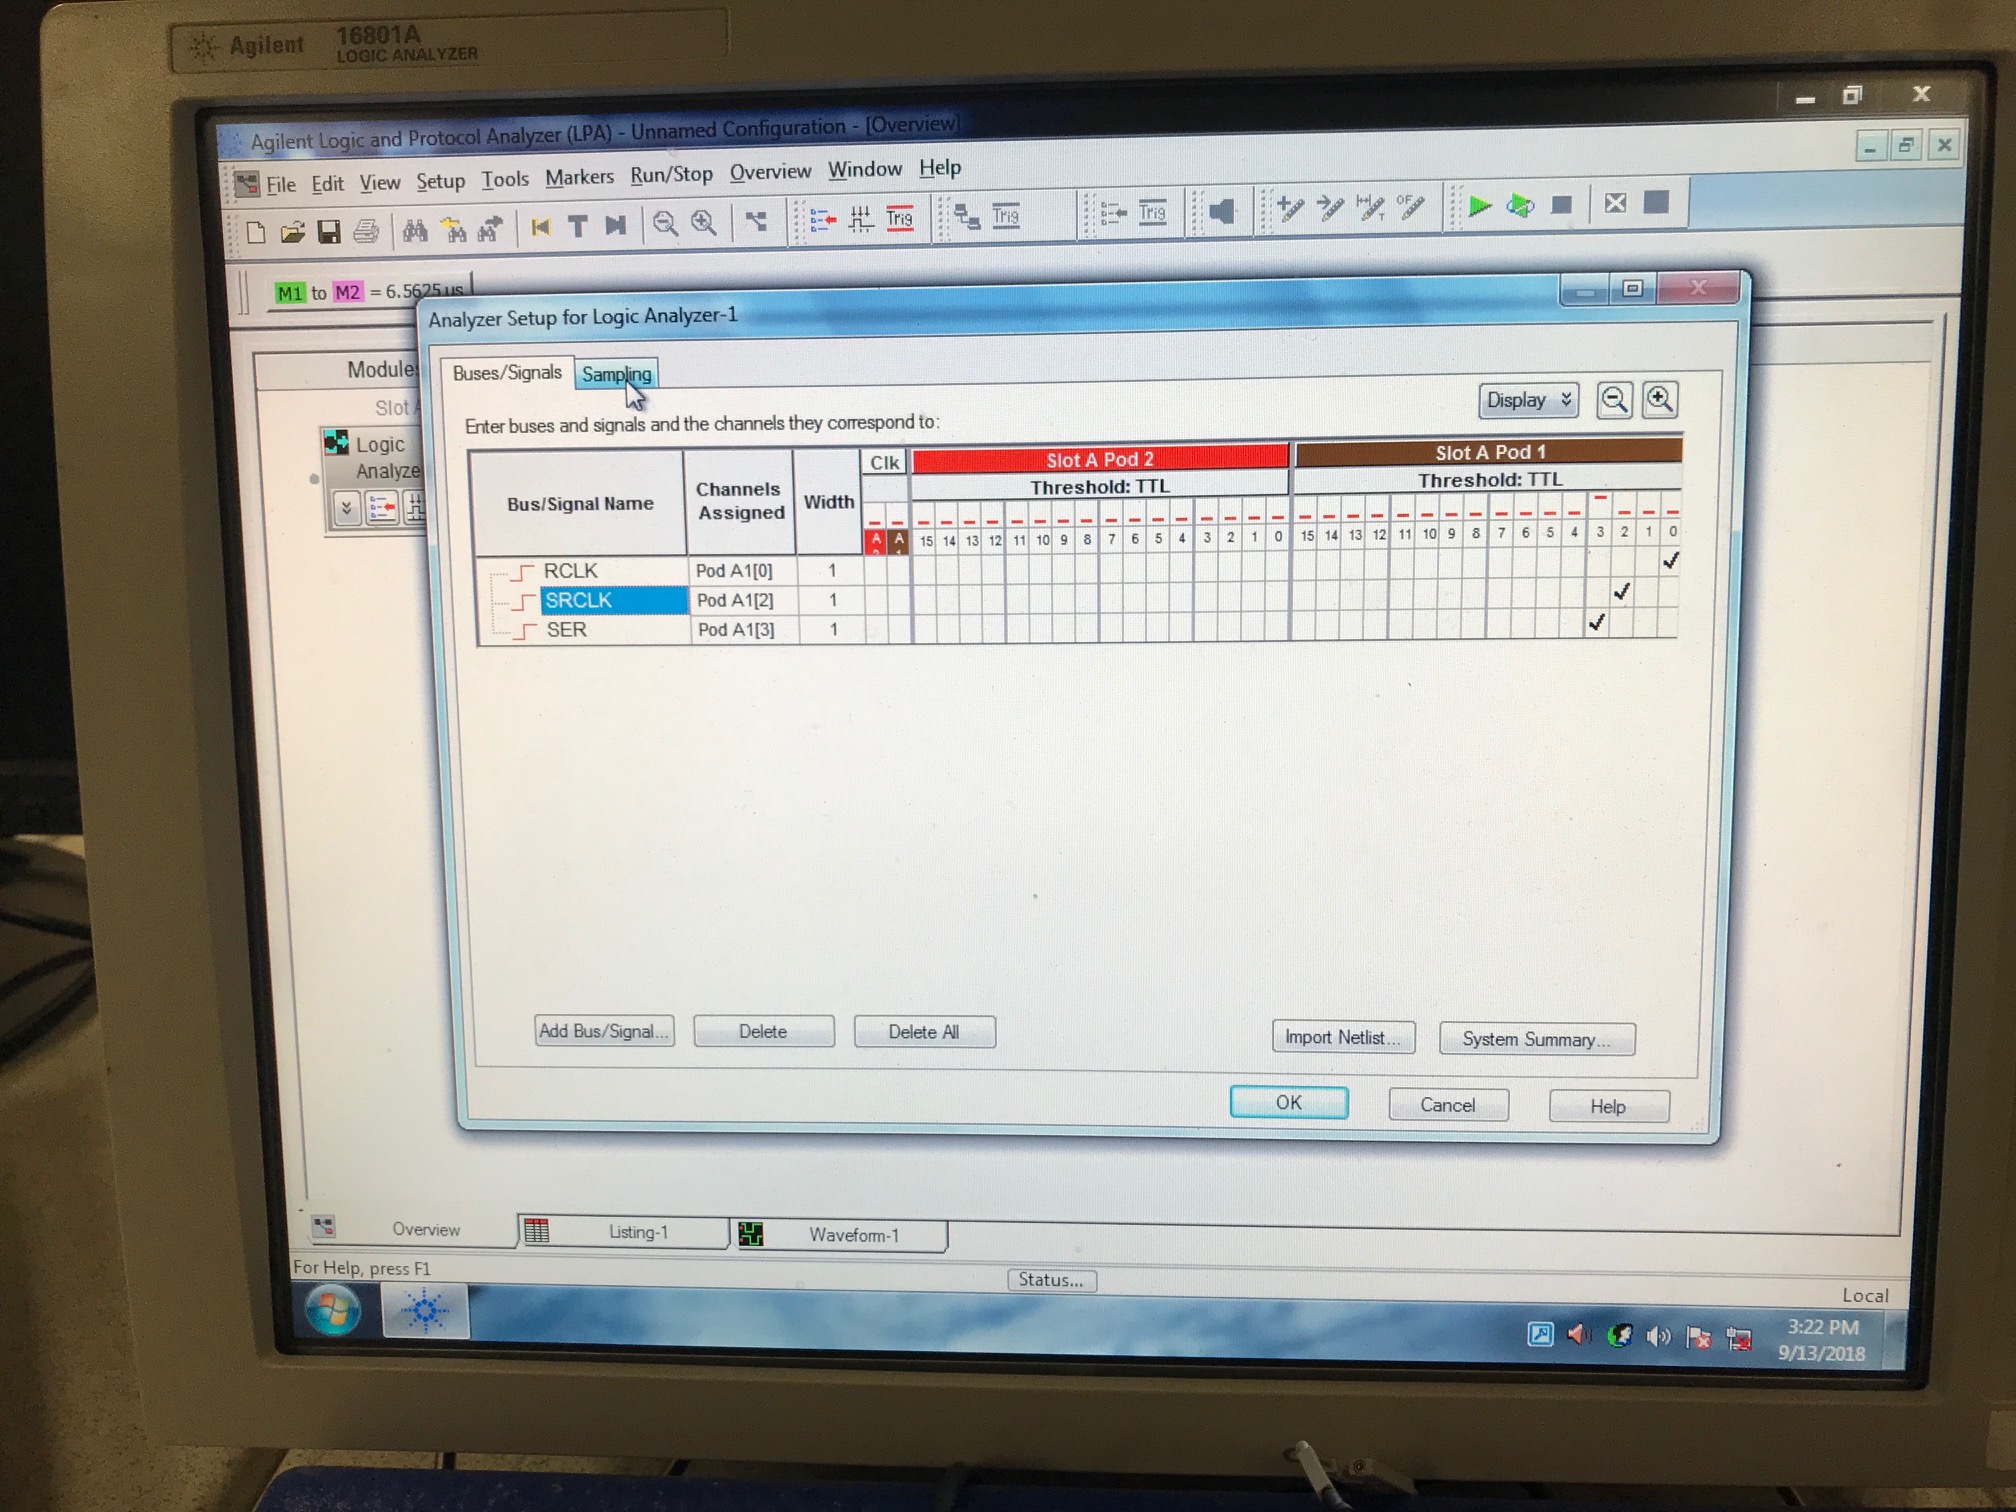 Agilent 16801A
LOGIC ANALYZER
Agilent Logic and Protocol Analyzer (LPA) - Unnamed Configuration - [Overview]
File Edit View Setup Tools Markers Run/Stop Overview Window Help
T Trig Trig Trig
M1 to M2 = 6.5625 us
Analyzer Setup for Logic Analyzer-1
Modules
Slot A
Logic
Analyze
Buses/Signals Sampling
Display
Enter buses and signals and the channels they correspond to:
Bus/Signal Name Channels Assigned Width Clk Slot A Pod 2 Slot A Pod 1
Threshold: TTL Threshold: TTL
A A 15 14 13 12 11 10 9 8 7 6 5 4 3 2 1 0 15 14 13 12 11 10 9 8 7 6 5 4 3 2 1 0
RCLK Pod A1[0] 1
SRCLK Pod A1[2] 1
SER Pod A1[3] 1
Add Bus/Signal... Delete Delete All Import Netlist... System Summary...
OK Cancel Help
Overview Listing-1 Waveform-1
For Help, press F1 Status... Local
3:22 PM
9/13/2018